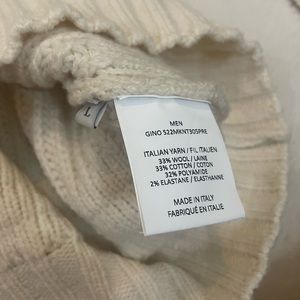 L
MEN
GINO 522MKNT305PRE
ITALIAN YARN / FIL ITALIEN
33% WOOL / LAINE
33% COTTON / COTON
32% POLYAMIDE
2% ELASTANE / ELASTHANNE
MADE IN ITALY
FABRIQUÉ EN ITALIE